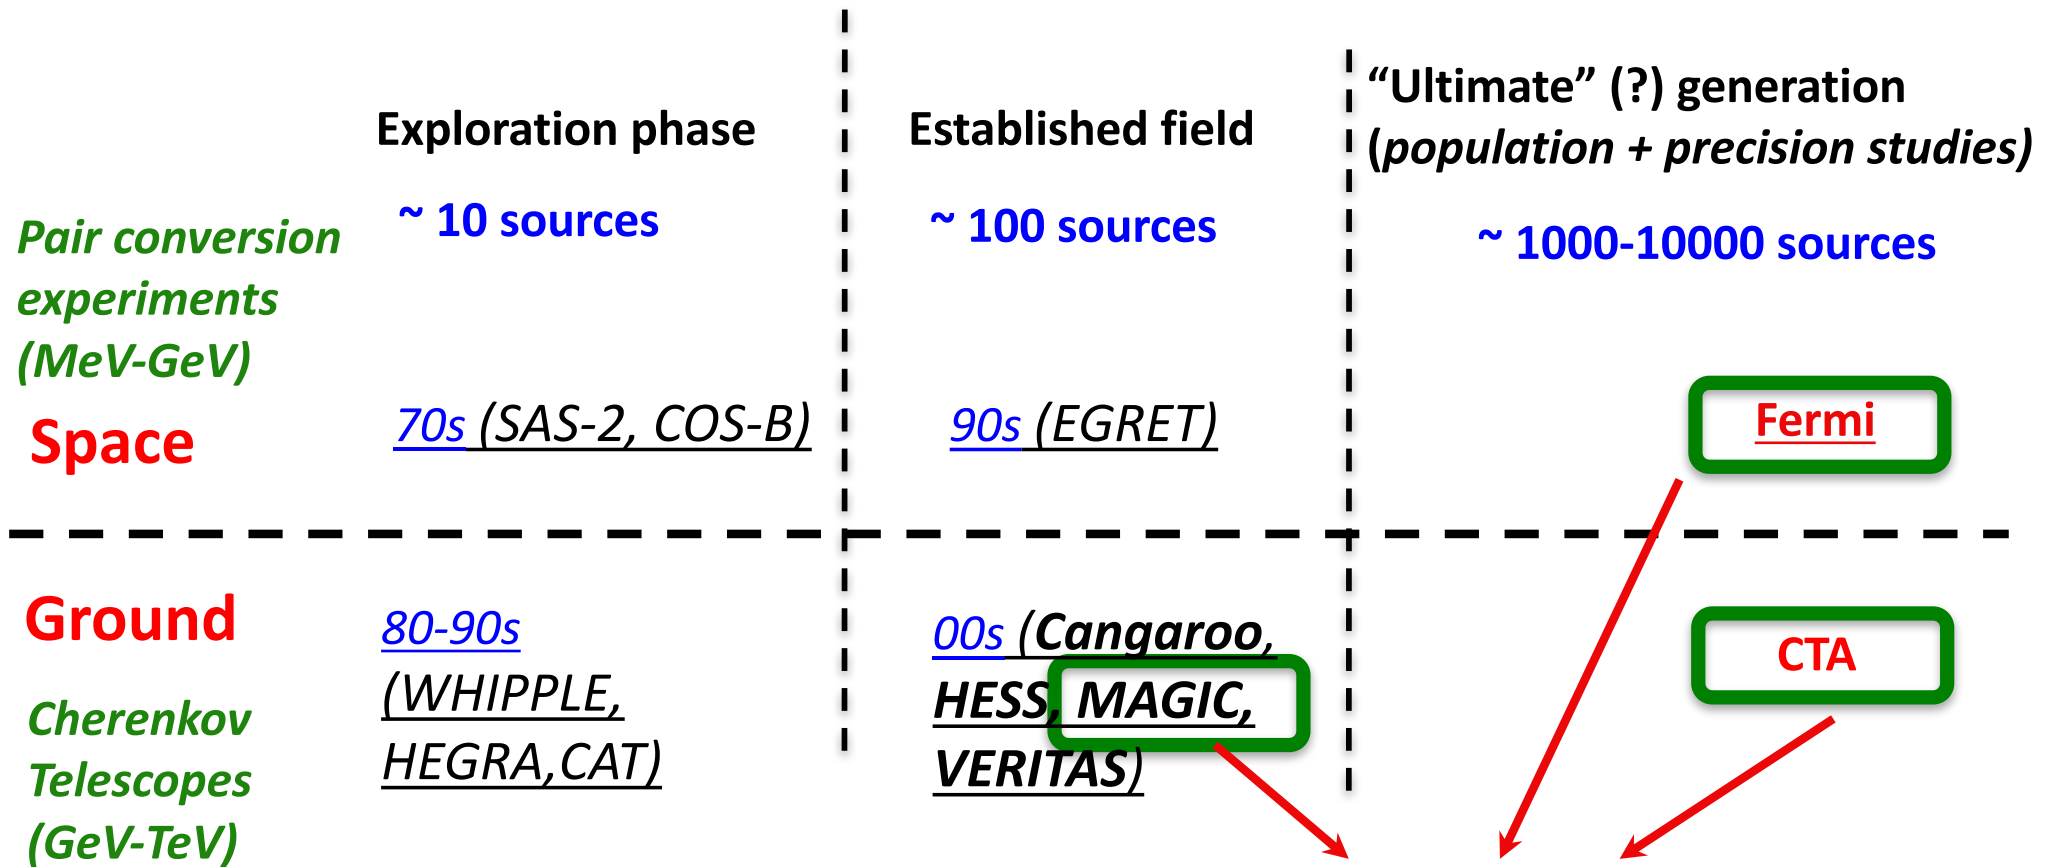 Exploration phase
Established field
“Ultimate” (?) generation
(population + precision studies)
~ 10 sources
~ 100 sources
~ 1000-10000 sources
Pair conversion
experiments
(MeV-GeV)
Space
70s (SAS-2, COS-B)
90s (EGRET)
Fermi
Ground
80-90s
(WHIPPLE,
HEGRA,CAT)
00s (Cangaroo,
HESS, MAGIC,
VERITAS)
CTA
Cherenkov
Telescopes
(GeV-TeV)